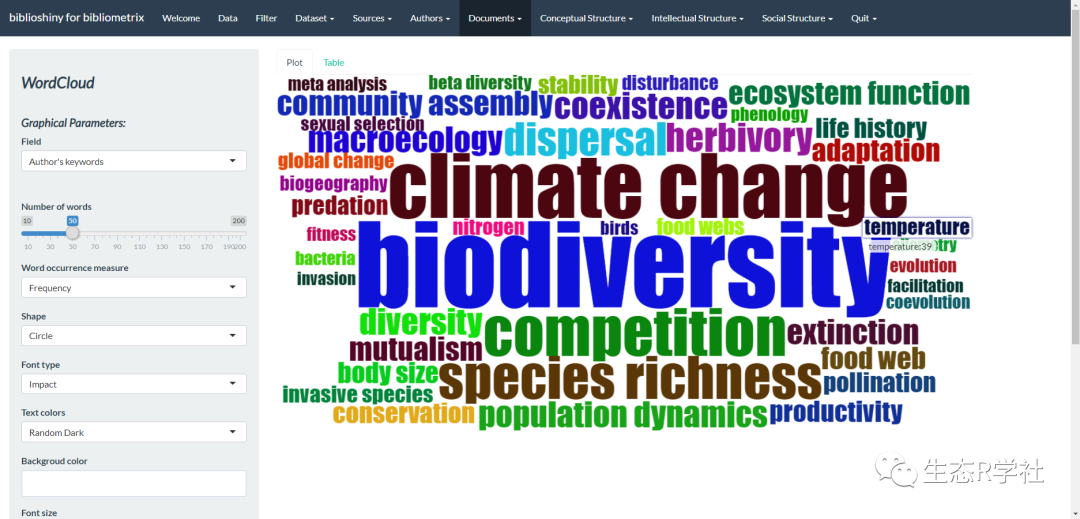 biblioshiny for bibliometrix Welcome Data Filter Dataset Sources Authors Documents Conceptual Structure Intellectual Structure Social Structure Quit
WordCloud
Graphical Parameters:
Field
Author's keywords
Number of words
10 50 200
10 30 50 70 90 110 130 150 170 190 200
Word occurrence measure
Frequency
Shape
Circle
Font type
Impact
Text colors
Random Dark
Backgroud color
Font size
Plot Table
meta analysis
beta diversity
stability
disturbance
ecosystem function
community assembly
coexistence
phenology
sexual selection
macroecology
dispersal
herbivory
life history
adaptation
global change
climate change
biogeography
predation
nitrogen
birds
food webs
temperature
temperature:39
fitness
biodiversity
bacteria
evolution
invasion
facilitation
coevolution
diversity
competition
extinction
mutualism
food web
body size
species richness
pollination
invasive species
conservation
population dynamics
productivity
生态R学社